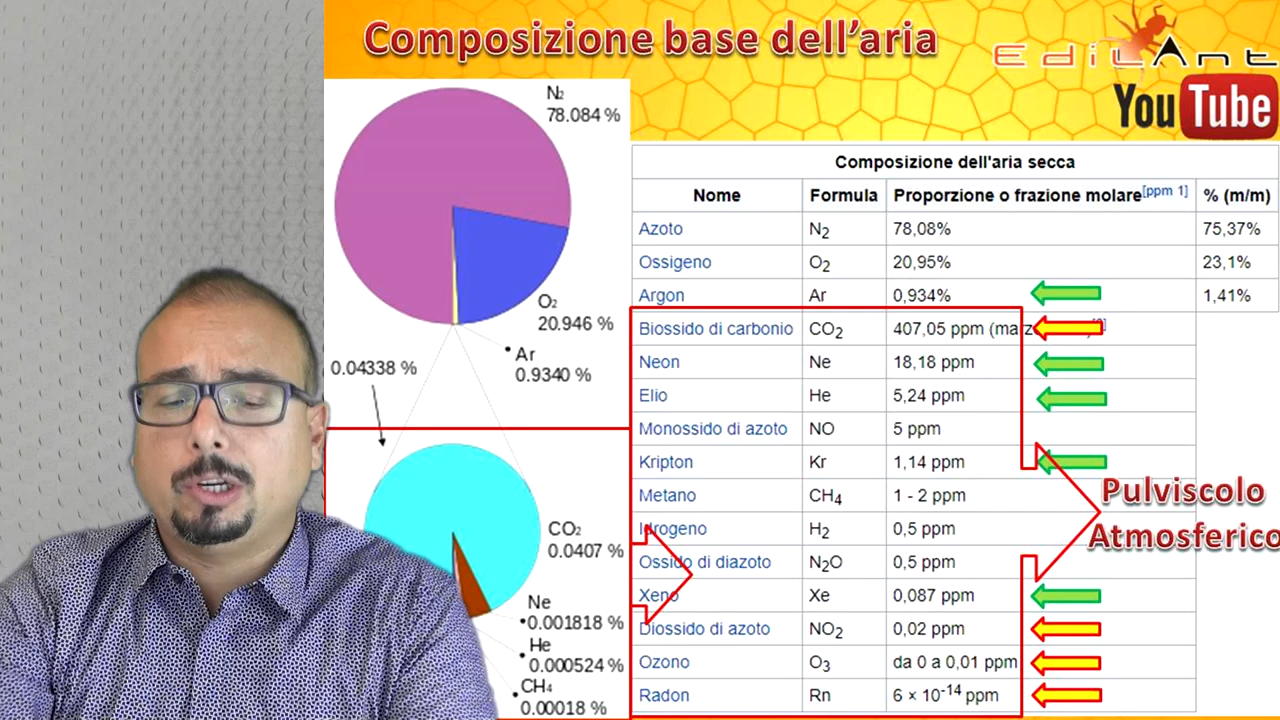 Composizione base dell'aria
EdilAnt
YouTube
N2
78.084 %
O2
20.946 %
Ar
0.9340 %
0.04338 %
CO2
0.0407 %
Ne
0.001818 %
He
0.000524 %
CH4
0.00018 %
Composizione dell'aria secca
Nome Formula Proporzione o frazione molare[ppm 1] % (m/m)
Azoto N2 78,08% 75,37%
Ossigeno O2 20,95% 23,1%
Argon Ar 0,934% 1,41%
Biossido di carbonio CO2 407,05 ppm
Neon Ne 18,18 ppm
Elio He 5,24 ppm
Monossido di azoto NO 5 ppm
Kripton Kr 1,14 ppm
Metano CH4 1 - 2 ppm
Idrogeno H2 0,5 ppm
Ossido di diazoto N2O 0,5 ppm
Xeno Xe 0,087 ppm
Diossido di azoto NO2 0,02 ppm
Ozono O3 da 0 a 0,01 ppm
Radon Rn 6 × 10-14 ppm
Pulviscolo
Atmosferico